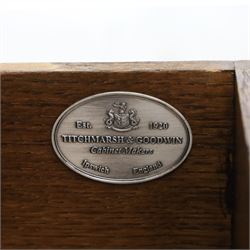 Est. 1920
TITCHMARSH & GOODWIN
Cabinet Makers
Ipswich England